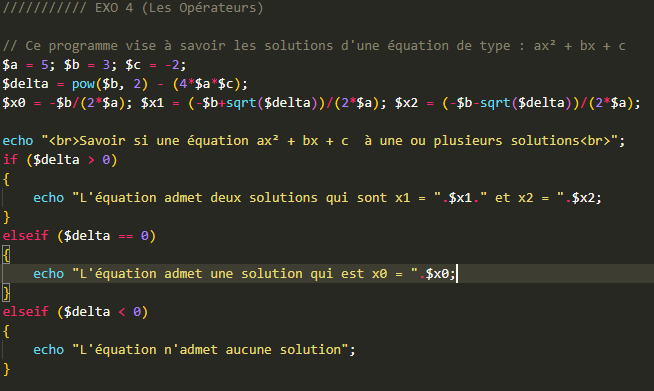 /////////// EXO 4 (Les Opérateurs)
// Ce programme vise à savoir les solutions d'une équation de type : ax² + bx + c
$a = 5; $b = 3; $c = -2;
$delta = pow($b, 2) - (4*$a*$c);
$x0 = -$b/(2*$a); $x1 = (-$b+sqrt($delta))/(2*$a); $x2 = (-$b-sqrt($delta))/(2*$a);
echo "<br>Savoir si une équation ax² + bx + c  à une ou plusieurs solutions<br>";
if ($delta > 0)
{
    echo "L'équation admet deux solutions qui sont x1 = ".$x1." et x2 = ".$x2;
}
elseif ($delta == 0)
{
    echo "L'équation admet une solution qui est x0 = ".$x0;
}
elseif ($delta < 0)
{
    echo "L'équation n'admet aucune solution";
}